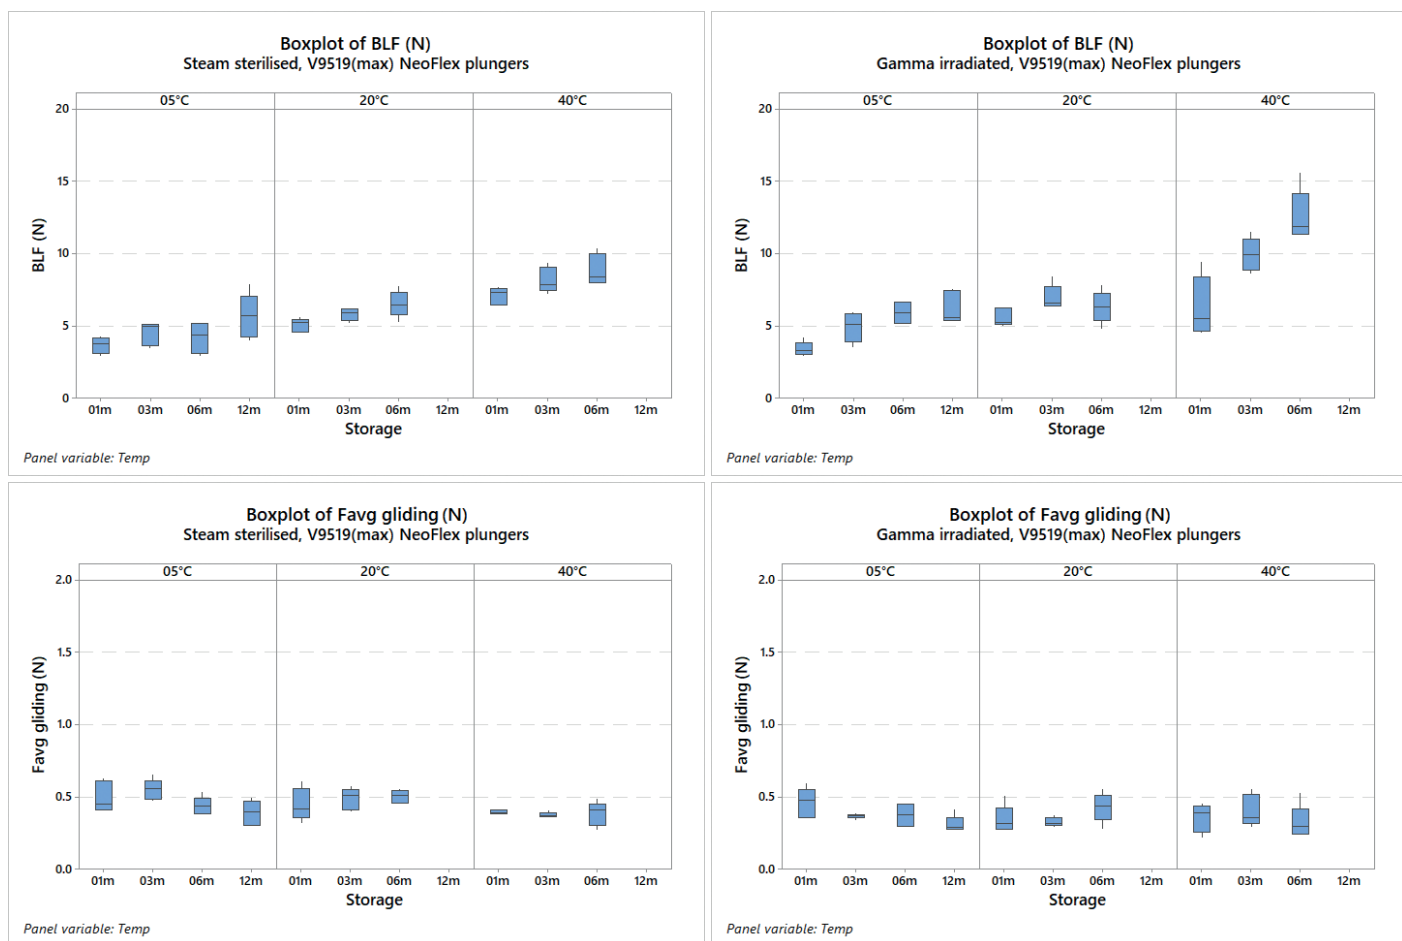 Boxplot of BLF (N)
Steam sterilised, V9519(max) NeoFlex plungers
05°C 20°C 40°C
20
15
10
5
0
BLF (N)
01m 03m 06m 12m 01m 03m 06m 12m 01m 03m 06m 12m
Storage
Panel variable: Temp
Boxplot of BLF (N)
Gamma irradiated, V9519(max) NeoFlex plungers
05°C 20°C 40°C
20
15
10
5
0
BLF (N)
01m 03m 06m 12m 01m 03m 06m 12m 01m 03m 06m 12m
Storage
Panel variable: Temp
Boxplot of Favg gliding (N)
Steam sterilised, V9519(max) NeoFlex plungers
05°C 20°C 40°C
2.0
1.5
1.0
0.5
0.0
Favg gliding (N)
01m 03m 06m 12m 01m 03m 06m 12m 01m 03m 06m 12m
Storage
Panel variable: Temp
Boxplot of Favg gliding (N)
Gamma irradiated, V9519(max) NeoFlex plungers
05°C 20°C 40°C
2.0
1.5
1.0
0.5
0.0
Favg gliding (N)
01m 03m 06m 12m 01m 03m 06m 12m 01m 03m 06m 12m
Storage
Panel variable: Temp